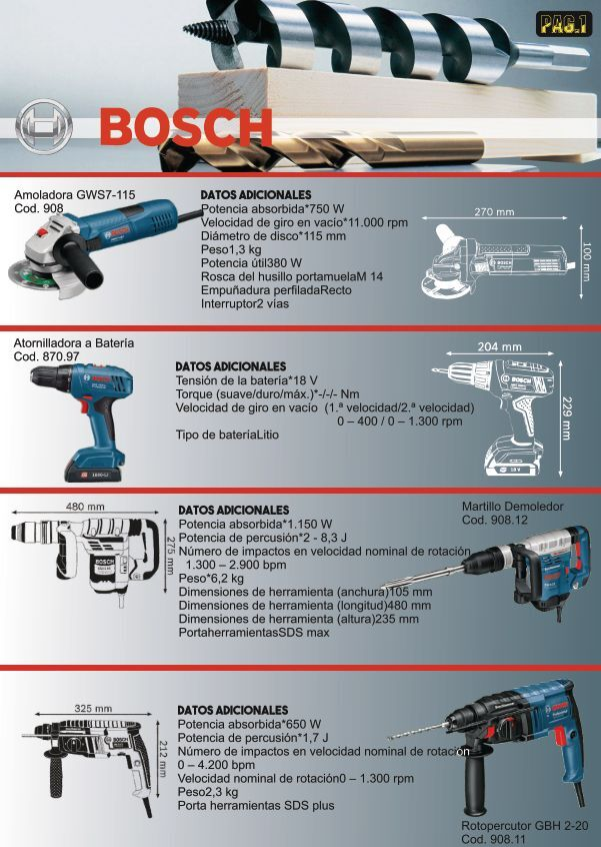 PAG.1
BOSCH
Amoladora GWS7-115
Cod. 908
DATOS ADICIONALES
Potencia absorbida*750 W
Velocidad de giro en vacío*11.000 rpm
Diámetro de disco*115 mm
Peso1,3 kg
Potencia útil380 W
Rosca del husillo portamuelaM 14
Empuñadura perfiladaRecto
Interruptor2 vias
270 mm
100 mm
BOSCH
Atornilladora a Batería
Cod. 870.97
DATOS ADICIONALES
Tensión de la batería*18 V
Torque (suave/duro/máx.)*-/-/- Nm
Velocidad de giro en vacío (1.ª velocidad/2.ª velocidad)
0 – 400 / 0 – 1.300 rpm
Tipo de bateríaLitio
204 mm
229 mm
BOSCH
480 mm
275 mm
BOSCH
DATOS ADICIONALES
Potencia absorbida*1.150 W
Potencia de percusión*2 - 8,3 J
Número de impactos en velocidad nominal de rotación
1.300 – 2.900 bpm
Peso*6,2 kg
Dimensiones de herramienta (anchura)105 mm
Dimensiones de herramienta (longitud)480 mm
Dimensiones de herramienta (altura)235 mm
PortaherramientasSDS max
Martillo Demoledor
Cod. 908.12
325 mm
212 mm
DATOS ADICIONALES
Potencia absorbida*650 W
Potencia de percusión*1,7 J
Número de impactos en velocidad nominal de rotación
0 – 4.200 bpm
Velocidad nominal de rotación0 – 1.300 rpm
Peso2,3 kg
Porta herramientas SDS plus
BOSCH
Rotopercutor GBH 2-20
Cod. 908.11